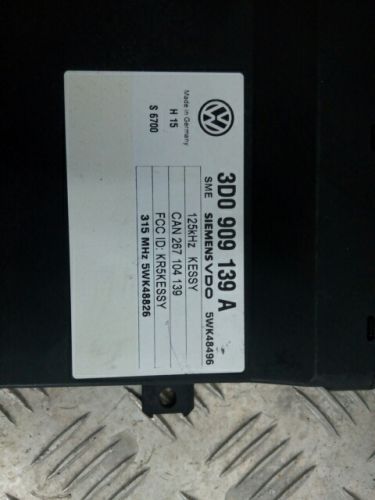 3D0 909 139 A
SME SIEMENS VDO 5WK48496
125kHz KESSY
CAN 267 104 139
FCC ID: KR5KESSY
315 MHz 5WK48826
Made in Germany
H 15
S 6700